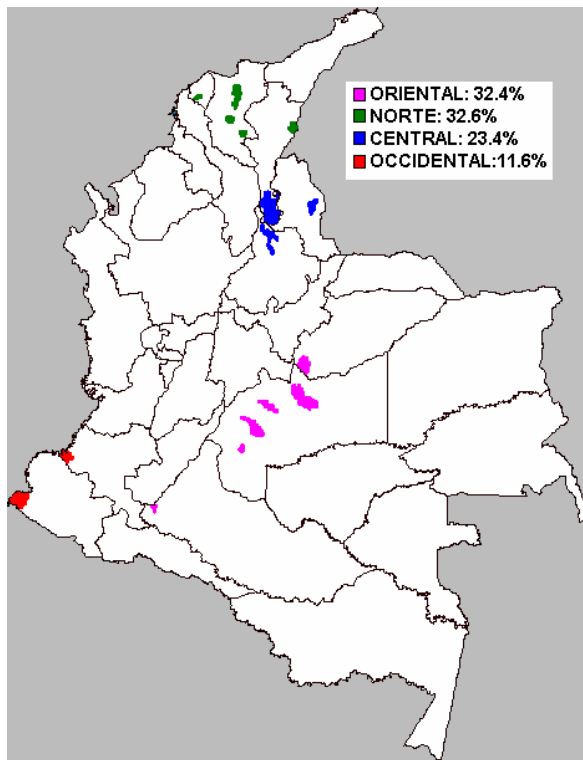 ORIENTAL: 32.4%
NORTE: 32.6%
CENTRAL: 23.4%
OCCIDENTAL:11.6%